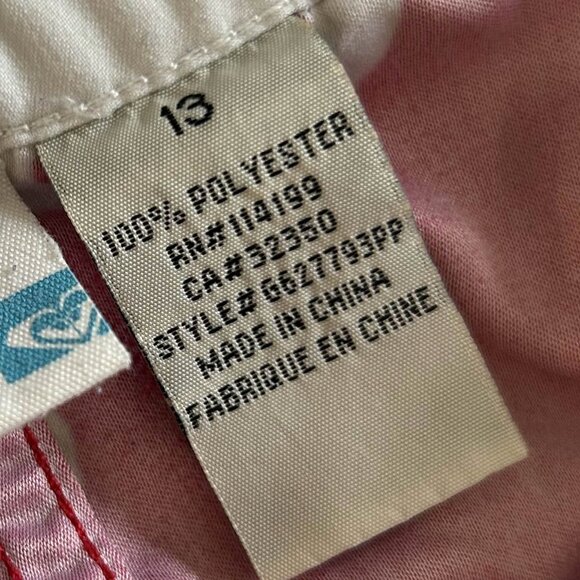 13
100% POLYESTER
RN#114199
CA#32350
STYLE#G627793PP
MADE IN CHINA
FABRIQUE EN CHINE